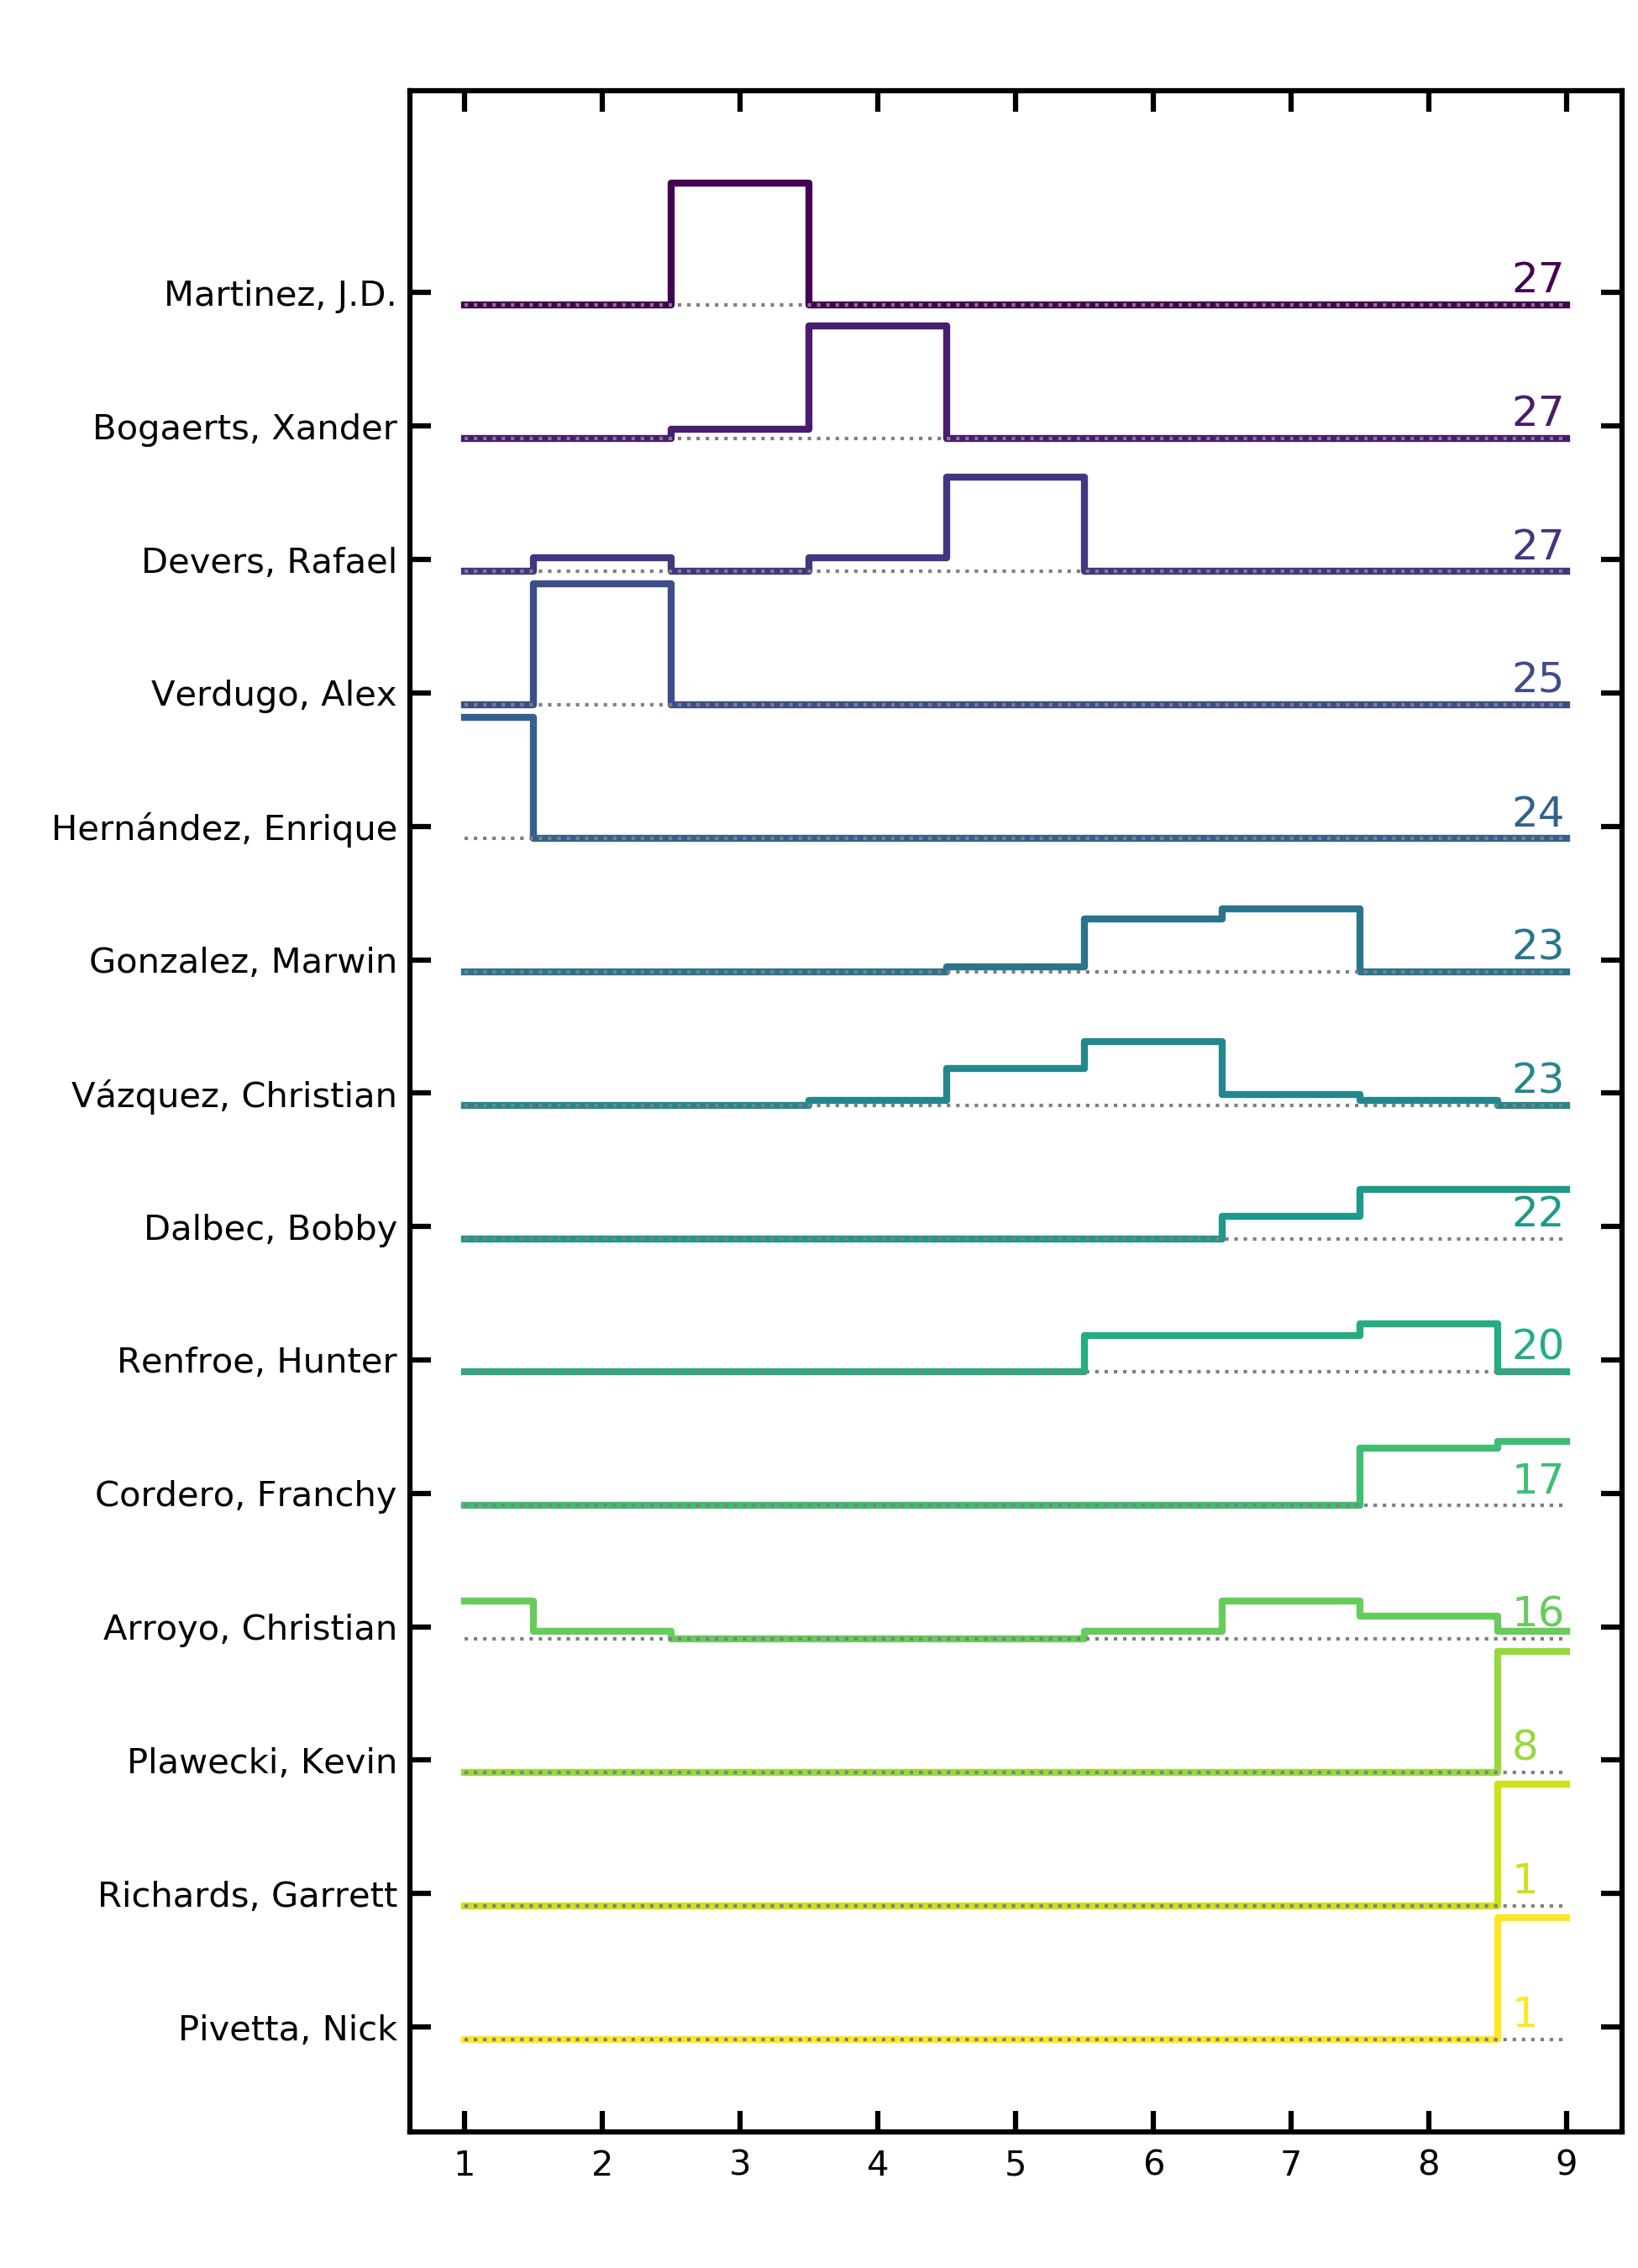 Martinez, J.D. 27
Bogaerts, Xander 27
Devers, Rafael 27
Verdugo, Alex 25
Hernández, Enrique 24
Gonzalez, Marwin 23
Vázquez, Christian 23
Dalbec, Bobby 22
Renfroe, Hunter 20
Cordero, Franchy 17
Arroyo, Christian 16
Plawecki, Kevin 8
Richards, Garrett 1
Pivetta, Nick 1
1 2 3 4 5 6 7 8 9